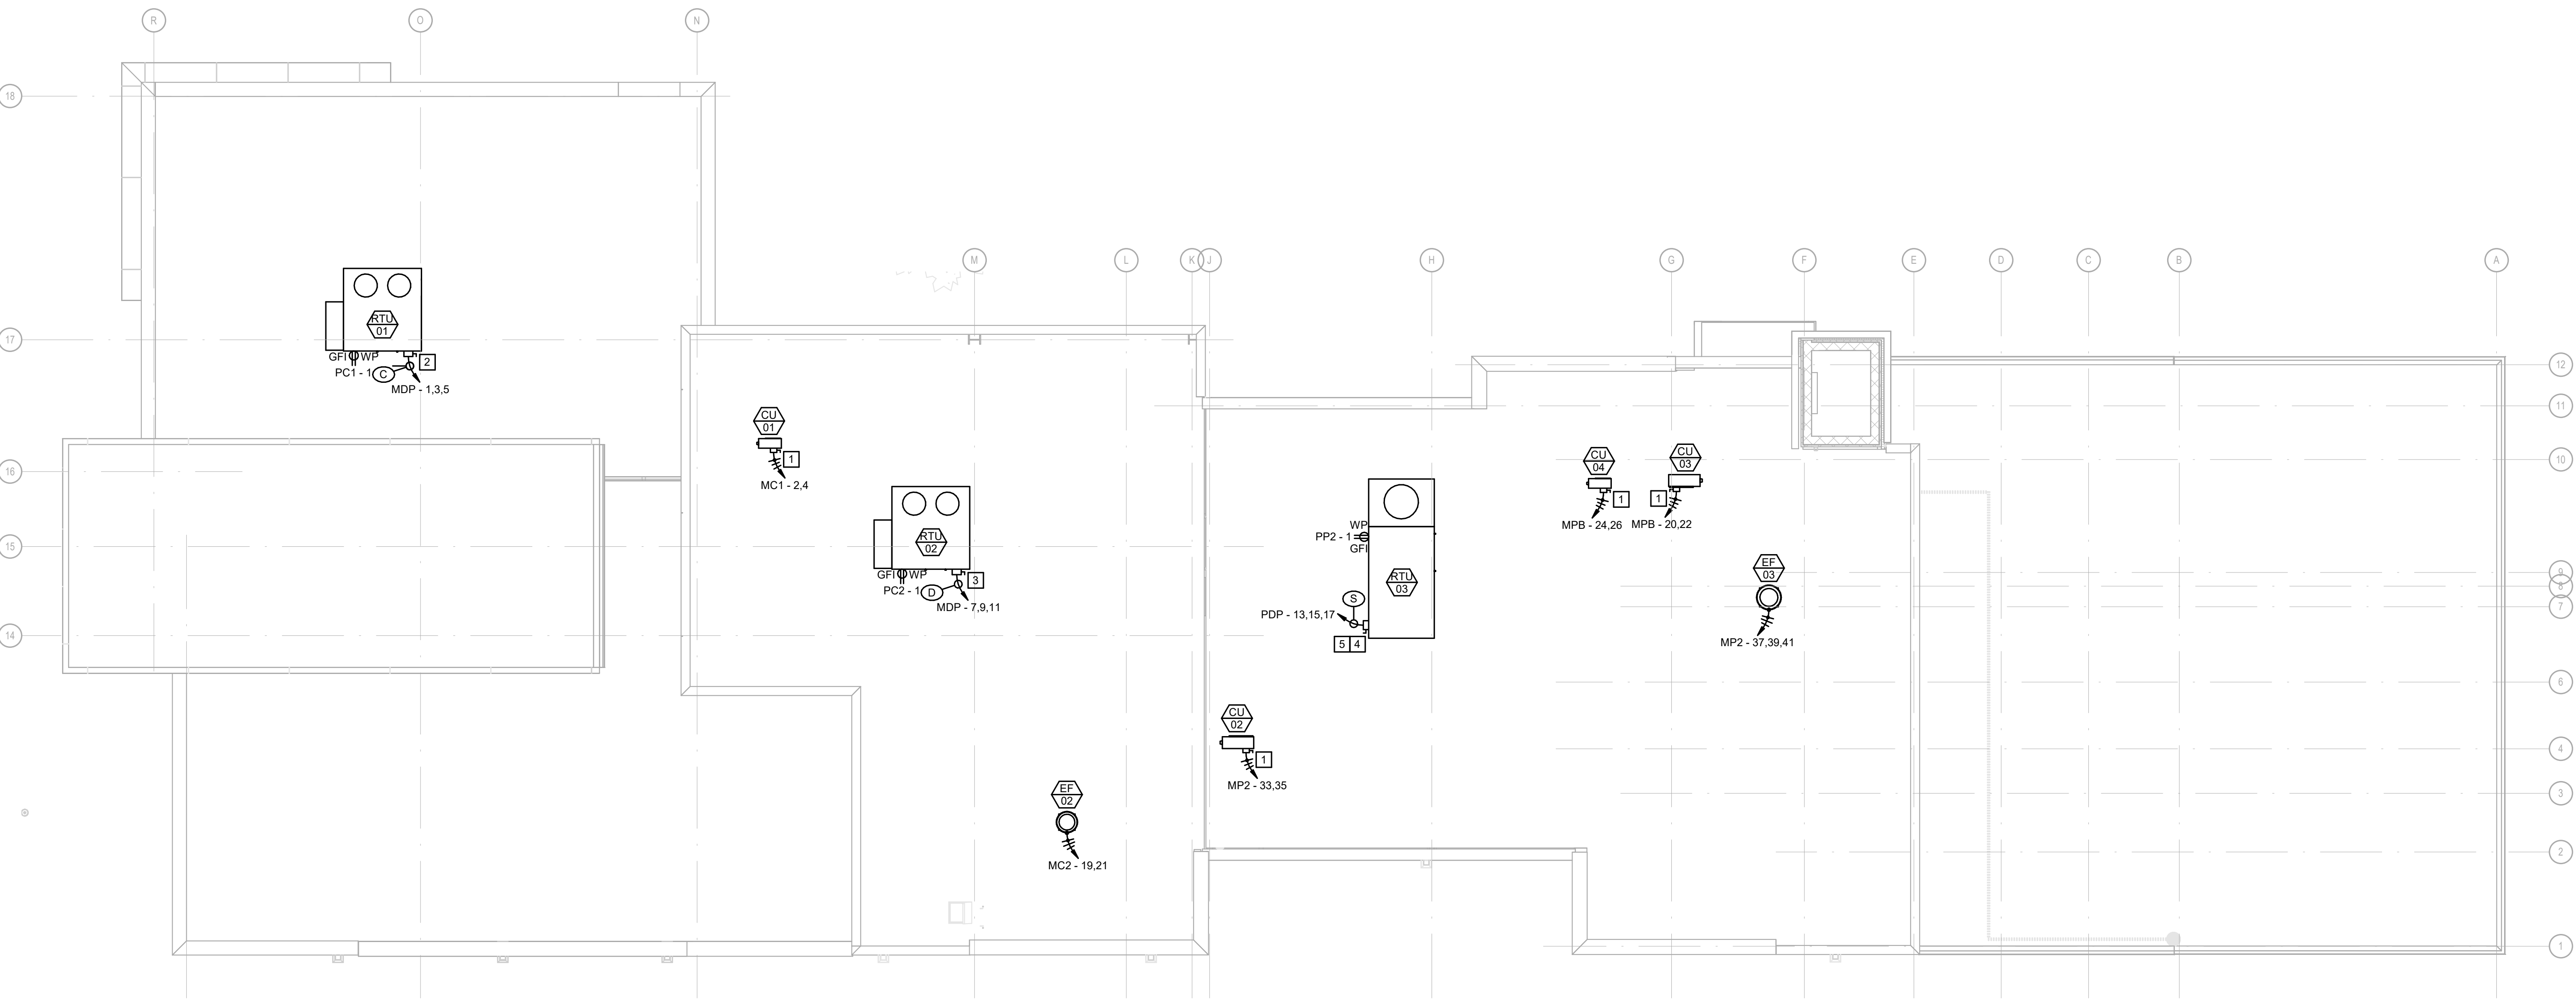 R
O
N
18
M
L
K
J
H
G
F
E
D
C
B
A
RTU
01
17
GFI
WP
2
PC1 - 1
C
MDP - 1,3,5
12
11
CU
01
1
MC1 - 2,4
16
CU
04
1
MPB - 24,26
CU
03
1
MPB - 20,22
10
RTU
02
GFI
WP
3
PC2 - 1
D
MDP - 7,9,11
15
WP
PP2 - 1
GFI
RTU
03
S
PDP - 13,15,17
5
4
EF
03
MP2 - 37,39,41
9
8
7
14
6
CU
02
1
MP2 - 33,35
4
EF
02
MC2 - 19,21
3
2
1